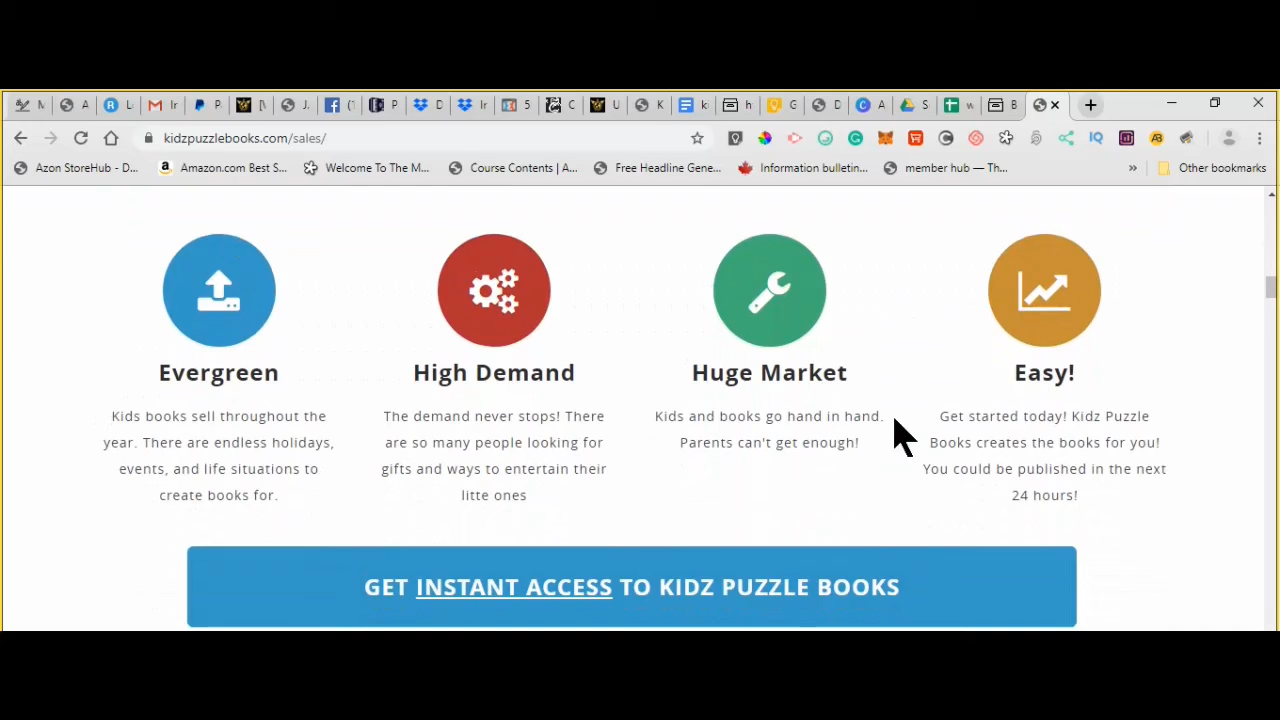 M
A
R L
Ir
P
[\
J.
(1
P
D
Ir
5
C
U
K
k
h
G
D
C A
S
w
B
kidzpuzzlebooks.com/sales/
Azon StoreHub - D...
Amazon.com Best S...
Welcome To The M...
Course Contents | A...
Free Headline Gene...
Information bulletin...
member hub — Th...
»
Other bookmarks
Evergreen
High Demand
Huge Market
Easy!
Kids books sell throughout the
year. There are endless holidays,
events, and life situations to
create books for.
The demand never stops! There
are so many people looking for
gifts and ways to entertain their
litte ones
Kids and books go hand in hand.
Parents can't get enough!
Get started today! Kidz Puzzle
Books creates the books for you!
You could be published in the next
24 hours!
GET INSTANT ACCESS TO KIDZ PUZZLE BOOKS